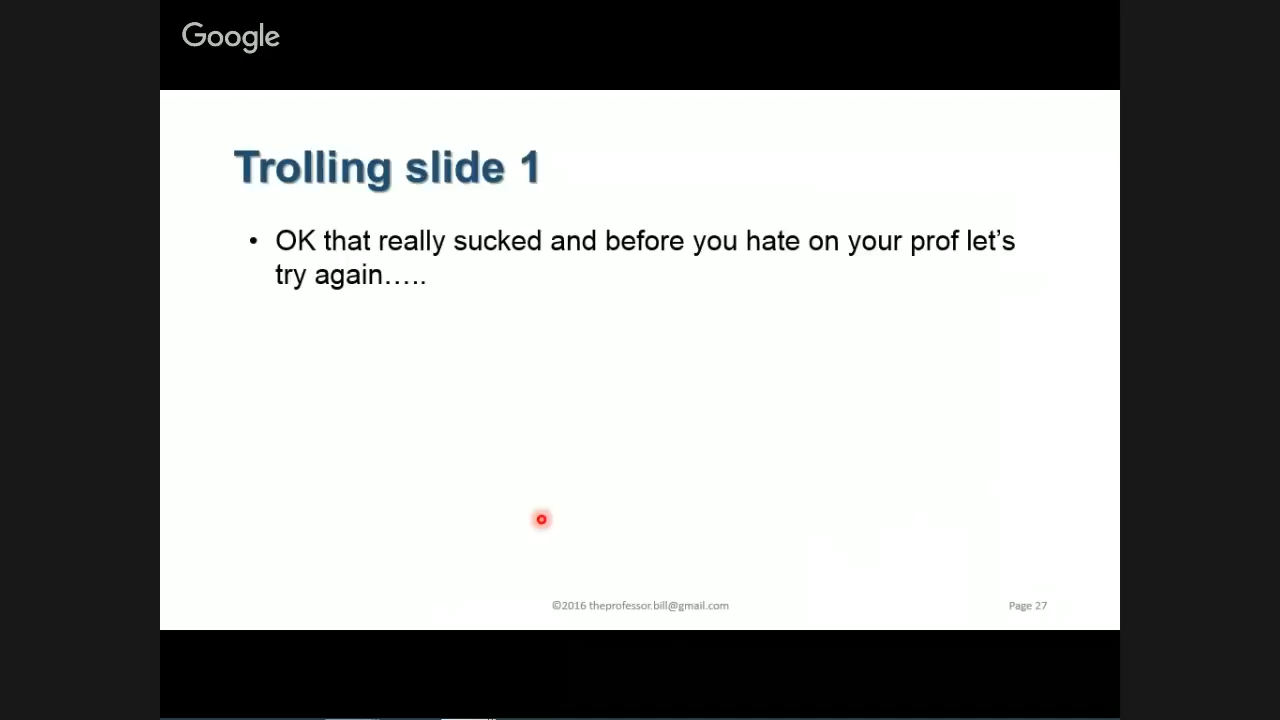 Google
Trolling slide 1
• OK that really sucked and before you hate on your prof let’s
try again…..
©2016 theprofessor.bill@gmail.com
Page 27